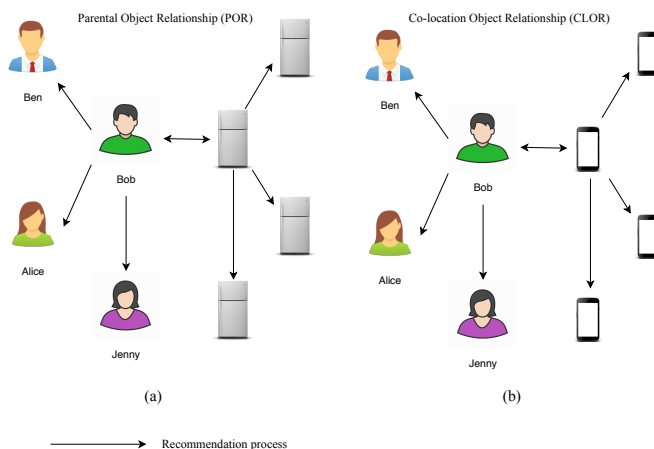 Parental Object Relationship (POR)
Co-location Object Relationship (CLOR)
Ben
Ben
Bob
Bob
Alice
Alice
Jenny
Jenny
(a)
(b)
Recommendation process